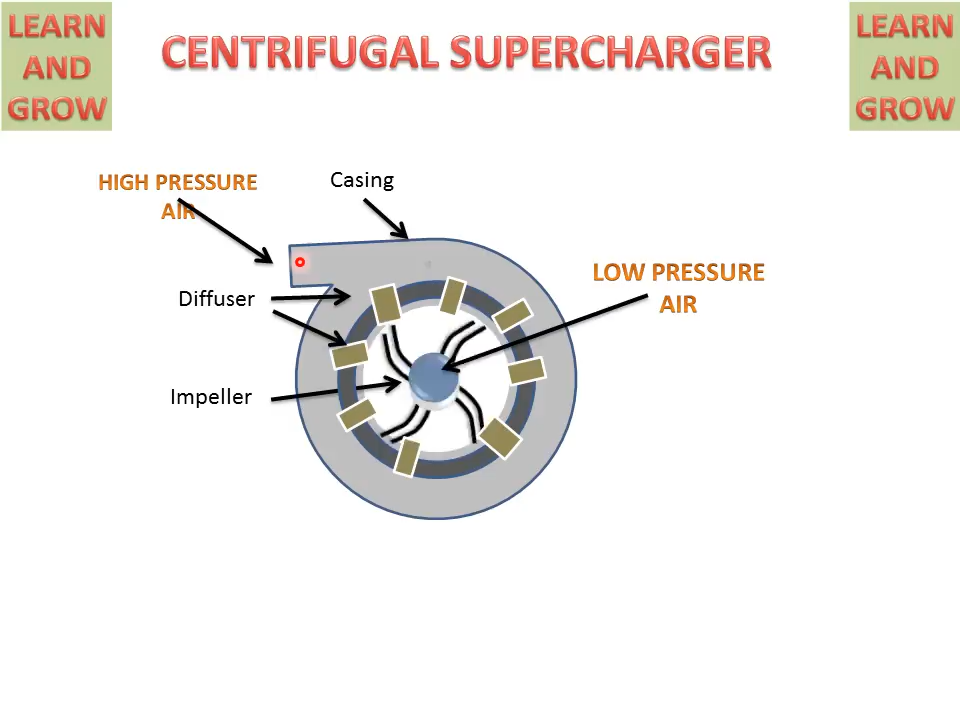 LEARN
AND
GROW
CENTRIFUGAL SUPERCHARGER
LEARN
AND
GROW
HIGH PRESSURE
AIR
Casing
LOW PRESSURE
AIR
Diffuser
Impeller